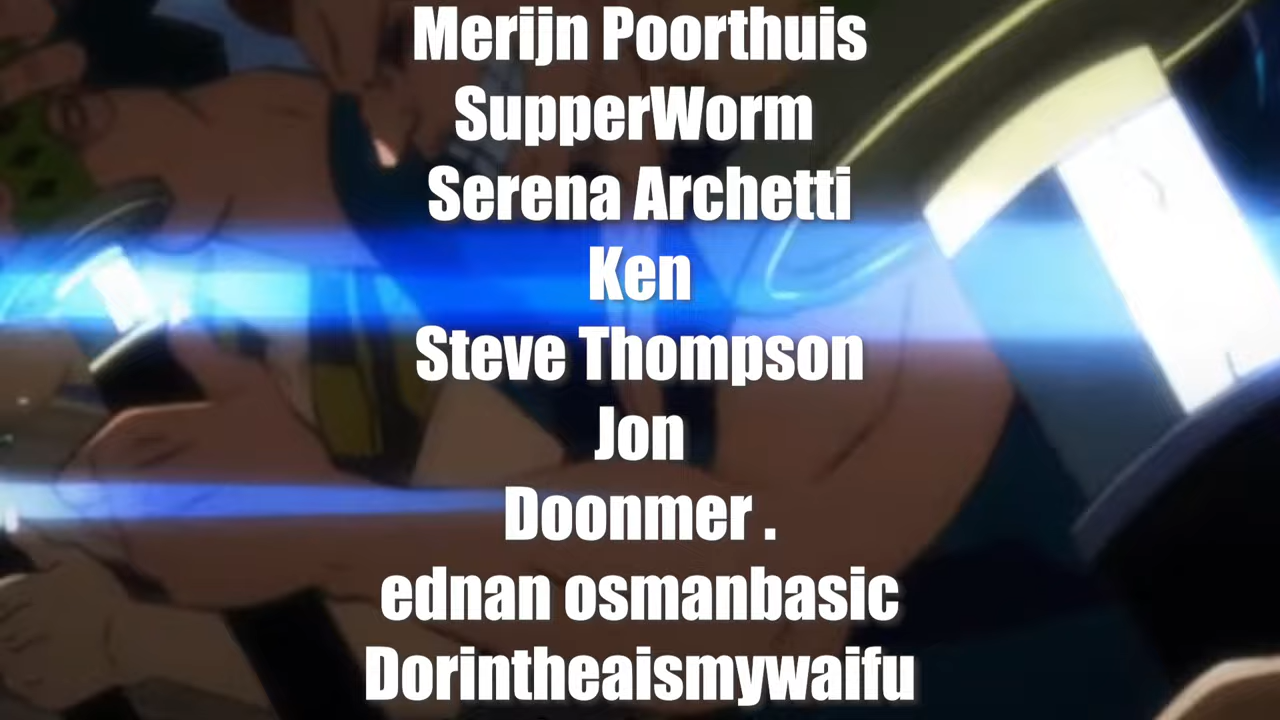 Merijn Poorthuis
SupperWorm
Serena Archetti
Ken
Steve Thompson
Jon
Doonmer .
ednan osmanbasic
Dorintheaismywaifu